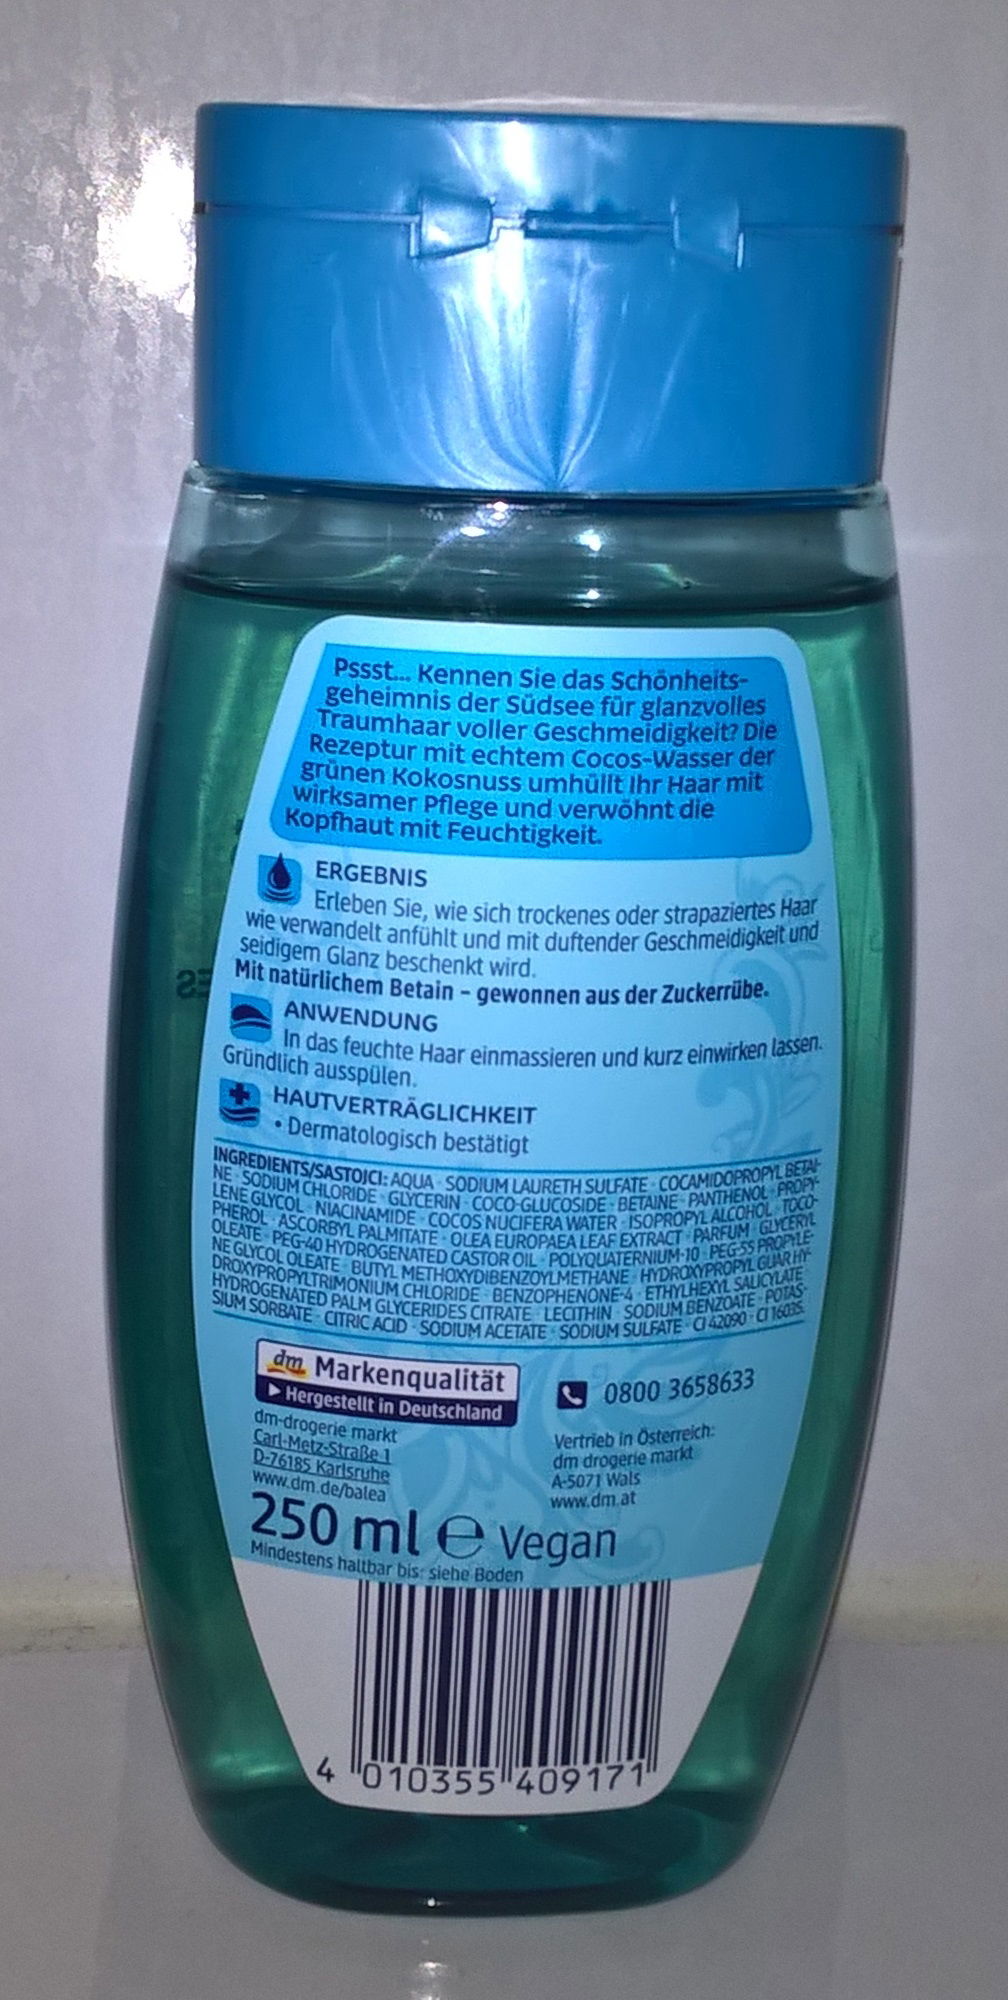 Pssst... Kennen Sie das Schönheits-
geheimnis der Südsee für glanzvolles
Traumhaar voller Geschmeidigkeit? Die
Rezeptur mit echtem Cocos-Wasser der
grünen Kokosnuss umhüllt Ihr Haar mit
wirksamer Pflege und verwöhnt die
Kopfhaut mit Feuchtigkeit.
ERGEBNIS
Erleben Sie, wie sich trockenes oder strapaziertes Haar
wie verwandelt anfühlt und mit duftender Geschmeidigkeit und
seidigem Glanz beschenkt wird.
Mit natürlichem Betain – gewonnen aus der Zuckerrübe.
ANWENDUNG
In das feuchte Haar einmassieren und kurz einwirken lassen.
Gründlich ausspülen.
HAUTVERTRÄGLICHKEIT
• Dermatologisch bestätigt
INGREDIENTS/SASTOJCI: AQUA · SODIUM LAURETH SULFATE · COCAMIDOPROPYL BETAI-
NE · SODIUM CHLORIDE · GLYCERIN · COCO-GLUCOSIDE · BETAINE · PANTHENOL · PROPY-
LENE GLYCOL · NIACINAMIDE · COCOS NUCIFERA WATER · ISOPROPYL ALCOHOL · TOCO-
PHEROL · ASCORBYL PALMITATE · OLEA EUROPAEA LEAF EXTRACT · PARFUM · GLYCERYL
OLEATE · PEG-40 HYDROGENATED CASTOR OIL · POLYQUATERNIUM-10 · PEG-55 PROPYLE-
NE GLYCOL OLEATE · BUTYL METHOXYDIBENZOYLMETHANE · HYDROXYPROPYL GUAR HY-
DROXYPROPYLTRIMONIUM CHLORIDE · BENZOPHENONE-4 · ETHYLHEXYL SALICYLATE ·
HYDROGENATED PALM GLYCERIDES CITRATE · LECITHIN · SODIUM BENZOATE · POTAS-
SIUM SORBATE · CITRIC ACID · SODIUM ACETATE · SODIUM SULFATE · CI 42090 · CI 16035.
dm Markenqualität
Hergestellt in Deutschland
0800 3658633
dm-drogerie markt
Carl-Metz-Straße 1
D-76185 Karlsruhe
www.dm.de/balea
Vertrieb in Österreich:
dm drogerie markt
A-5071 Wals
www.dm.at
250 ml ℮ Vegan
Mindestens haltbar bis: siehe Boden
4 010355 409171